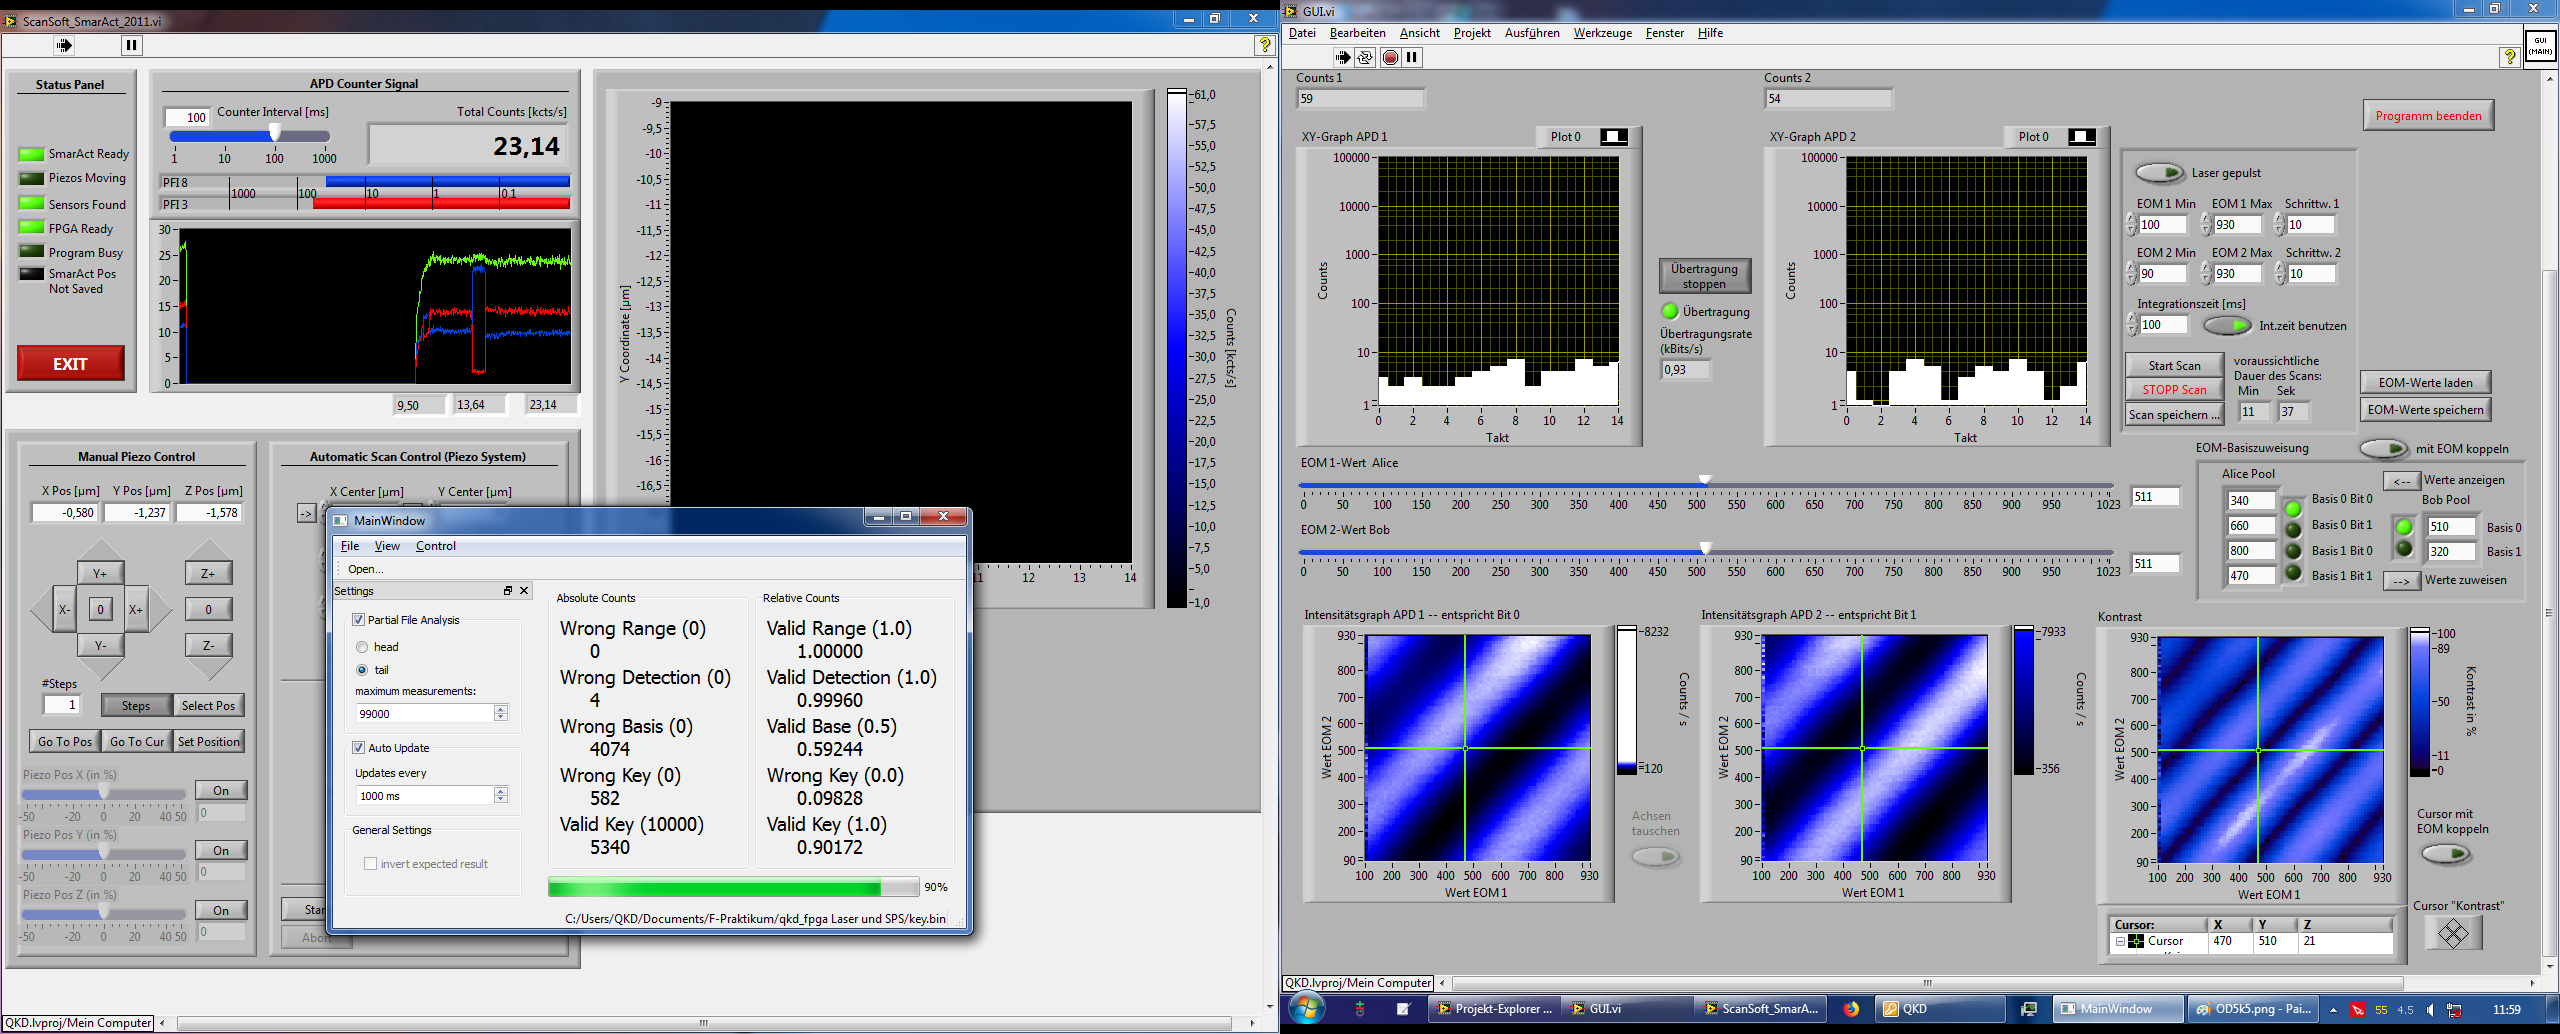 ScanSoft_SmarAct_2011.vi
Status Panel
SmarAct Ready
Piezos Moving
Sensors Found
FPGA Ready
Program Busy
SmarAct Pos
Not Saved
EXIT
APD Counter Signal
Counter Interval [ms]
100
1 10 100 1000
Total Counts [kcts/s]
23,14
PFI 8
1000 100 10 1 0,1
PFI 3
30
25
20
15
10
5
0
9,50 13,64 23,14
Y Coordinate [µm]
-9
-9,5
-10
-10,5
-11
-11,5
-12
-12,5
-13
-13,5
-14
-14,5
-15
-15,5
-16
-16,5
11 12 13 14
61,0
57,5
55,0
52,5
50,0
47,5
45,0
42,5
40,0
37,5
35,0
32,5
30,0
27,5
25,0
22,5
20,0
17,5
15,0
12,5
10,0
7,5
5,0
1,0
Counts [kcts/s]
Manual Piezo Control
X Pos [µm] Y Pos [µm] Z Pos [µm]
-0,580 -1,237 -1,578
Y+ Z+
X- 0 X+ 0
Y- Z-
#Steps
1 Steps Select Pos
Go To Pos Go To Cur Set Position
Piezo Pos X (in %)
On
-50 -20 0 20 40 50
0
Piezo Pos Y (in %)
On
-50 -20 0 20 40 50
0
Piezo Pos Z (in %)
On
-50 -20 0 20 40 50
0
Automatic Scan Control (Piezo System)
X Center [µm] Y Center [µm]
->
Star
Abort
QKD.lvproj/Mein Computer
MainWindow
File View Control
Open...
Settings
Partial File Analysis
head
tail
maximum measurements:
99000
Auto Update
Updates every
1000 ms
General Settings
invert expected result
Absolute Counts
Wrong Range (0)
0
Wrong Detection (0)
4
Wrong Basis (0)
4074
Wrong Key (0)
582
Valid Key (10000)
5340
Relative Counts
Valid Range (1.0)
1.00000
Valid Detection (1.0)
0.99960
Valid Base (0.5)
0.59244
Wrong Key (0.0)
0.09828
Valid Key (1.0)
0.90172
90%
C:/Users/QKD/Documents/F-Praktikum/qkd_fpga Laser und SPS/key.bin
GUI.vi
Datei Bearbeiten Ansicht Projekt Ausführen Werkzeuge Fenster Hilfe
GUI
(MAIN)
Counts 1
59
Counts 2
54
Programm beenden
XY-Graph APD 1
Plot 0
Counts
100000
10000
1000
100
10
1
0 2 4 6 8 10 12 14
Takt
Übertragung
stoppen
Übertragung
Übertragungsrate
(kBits/s)
0,93
XY-Graph APD 2
Plot 0
Counts
100000
10000
1000
100
10
1
0 2 4 6 8 10 12 14
Takt
Laser gepulst
EOM 1 Min EOM 1 Max Schrittw. 1
100 930 10
EOM 2 Min EOM 2 Max Schrittw. 2
90 930 10
Integrationszeit [ms]
100 Int.zeit benutzen
Start Scan
STOPP Scan
Scan speichern ...
voraussichtliche
Dauer des Scans:
Min Sek
11 37
EOM-Werte laden
EOM-Werte speichern
mit EOM koppeln
EOM 1-Wert Alice
0 50 100 150 200 250 300 350 400 450 500 550 600 650 700 750 800 850 900 950 1023
511
EOM 2-Wert Bob
0 50 100 150 200 250 300 350 400 450 500 550 600 650 700 750 800 850 900 950 1023
511
EOM-Basiszuweisung
Alice Pool
340 Basis 0 Bit 0
660 Basis 0 Bit 1
800 Basis 1 Bit 0
470 Basis 1 Bit 1
<-- Werte anzeigen
Bob Pool
510 Basis 0
320 Basis 1
--> Werte zuweisen
Intensitätsgraph APD 1 -- entspricht Bit 0
Wert EOM 2
930
800
700
600
500
400
300
200
90
100 200 300 400 500 600 700 800 930
Wert EOM 1
8232
120
Counts / s
Achsen
tauschen
Intensitätsgraph APD 2 -- entspricht Bit 1
Wert EOM 2
930
800
700
600
500
400
300
200
90
100 200 300 400 500 600 700 800 930
Wert EOM 1
7933
356
Counts / s
Kontrast
Wert EOM 2
930
800
700
600
500
400
300
200
90
100 200 300 400 500 600 700 800 930
Wert EOM 1
100
89
50
11
0
Kontrast in %
Cursor mit
EOM koppeln
Cursor "Kontrast"
Cursor: X Y Z
Cursor 470 510 21
QKD.lvproj/Mein Computer
Projekt-Explorer ... GUI.vi ScanSoft_SmarA... QKD MainWindow OD5k5.png - Pai... 55 4.5 11:59